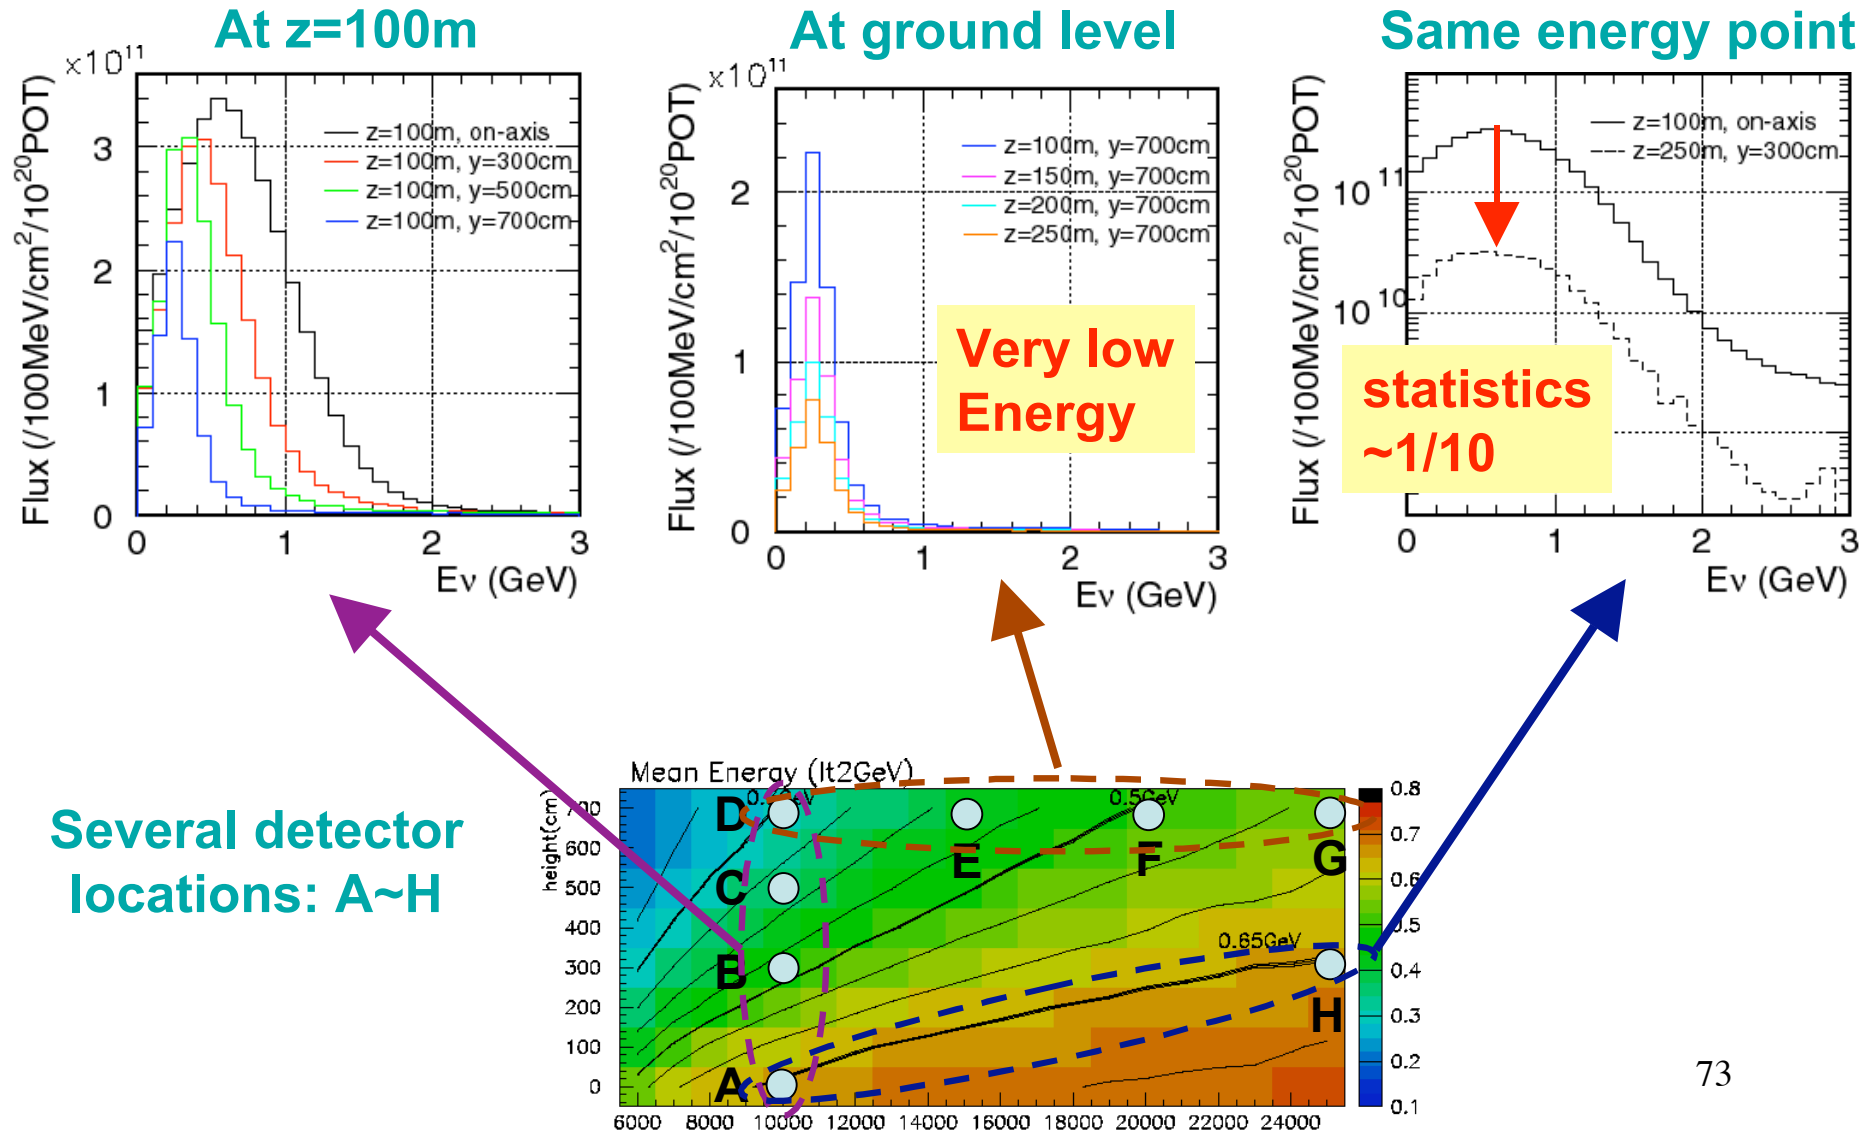 At z=100m
At ground level
Same energy point
×10¹¹
Flux (/100MeV/cm²/10²⁰POT)
3
2
1
0
z=100m, on-axis
z=100m, y=300cm
z=100m, y=500cm
z=100m, y=700cm
0 1 2 3
Eν (GeV)
×10¹¹
Flux (/100MeV/cm²/10²⁰POT)
2
1
0
z=100m, y=700cm
z=150m, y=700cm
z=200m, y=700cm
z=250m, y=700cm
Very low
Energy
0 1 2 3
Eν (GeV)
Flux (/100MeV/cm²/10²⁰POT)
10¹¹
10¹⁰
z=100m, on-axis
z=250m, y=300cm
statistics
~1/10
0 1 2 3
Eν (GeV)
Several detector
locations: A~H
Mean Energy (lt2GeV)
height(cm)
700
600
500
400
300
200
100
0
0.5GeV
0.65GeV
D
C
B
A
E
F
G
H
6000 8000 10000 12000 14000 16000 18000 20000 22000 24000
0.8
0.7
0.6
0.5
0.4
0.3
0.2
0.1
73